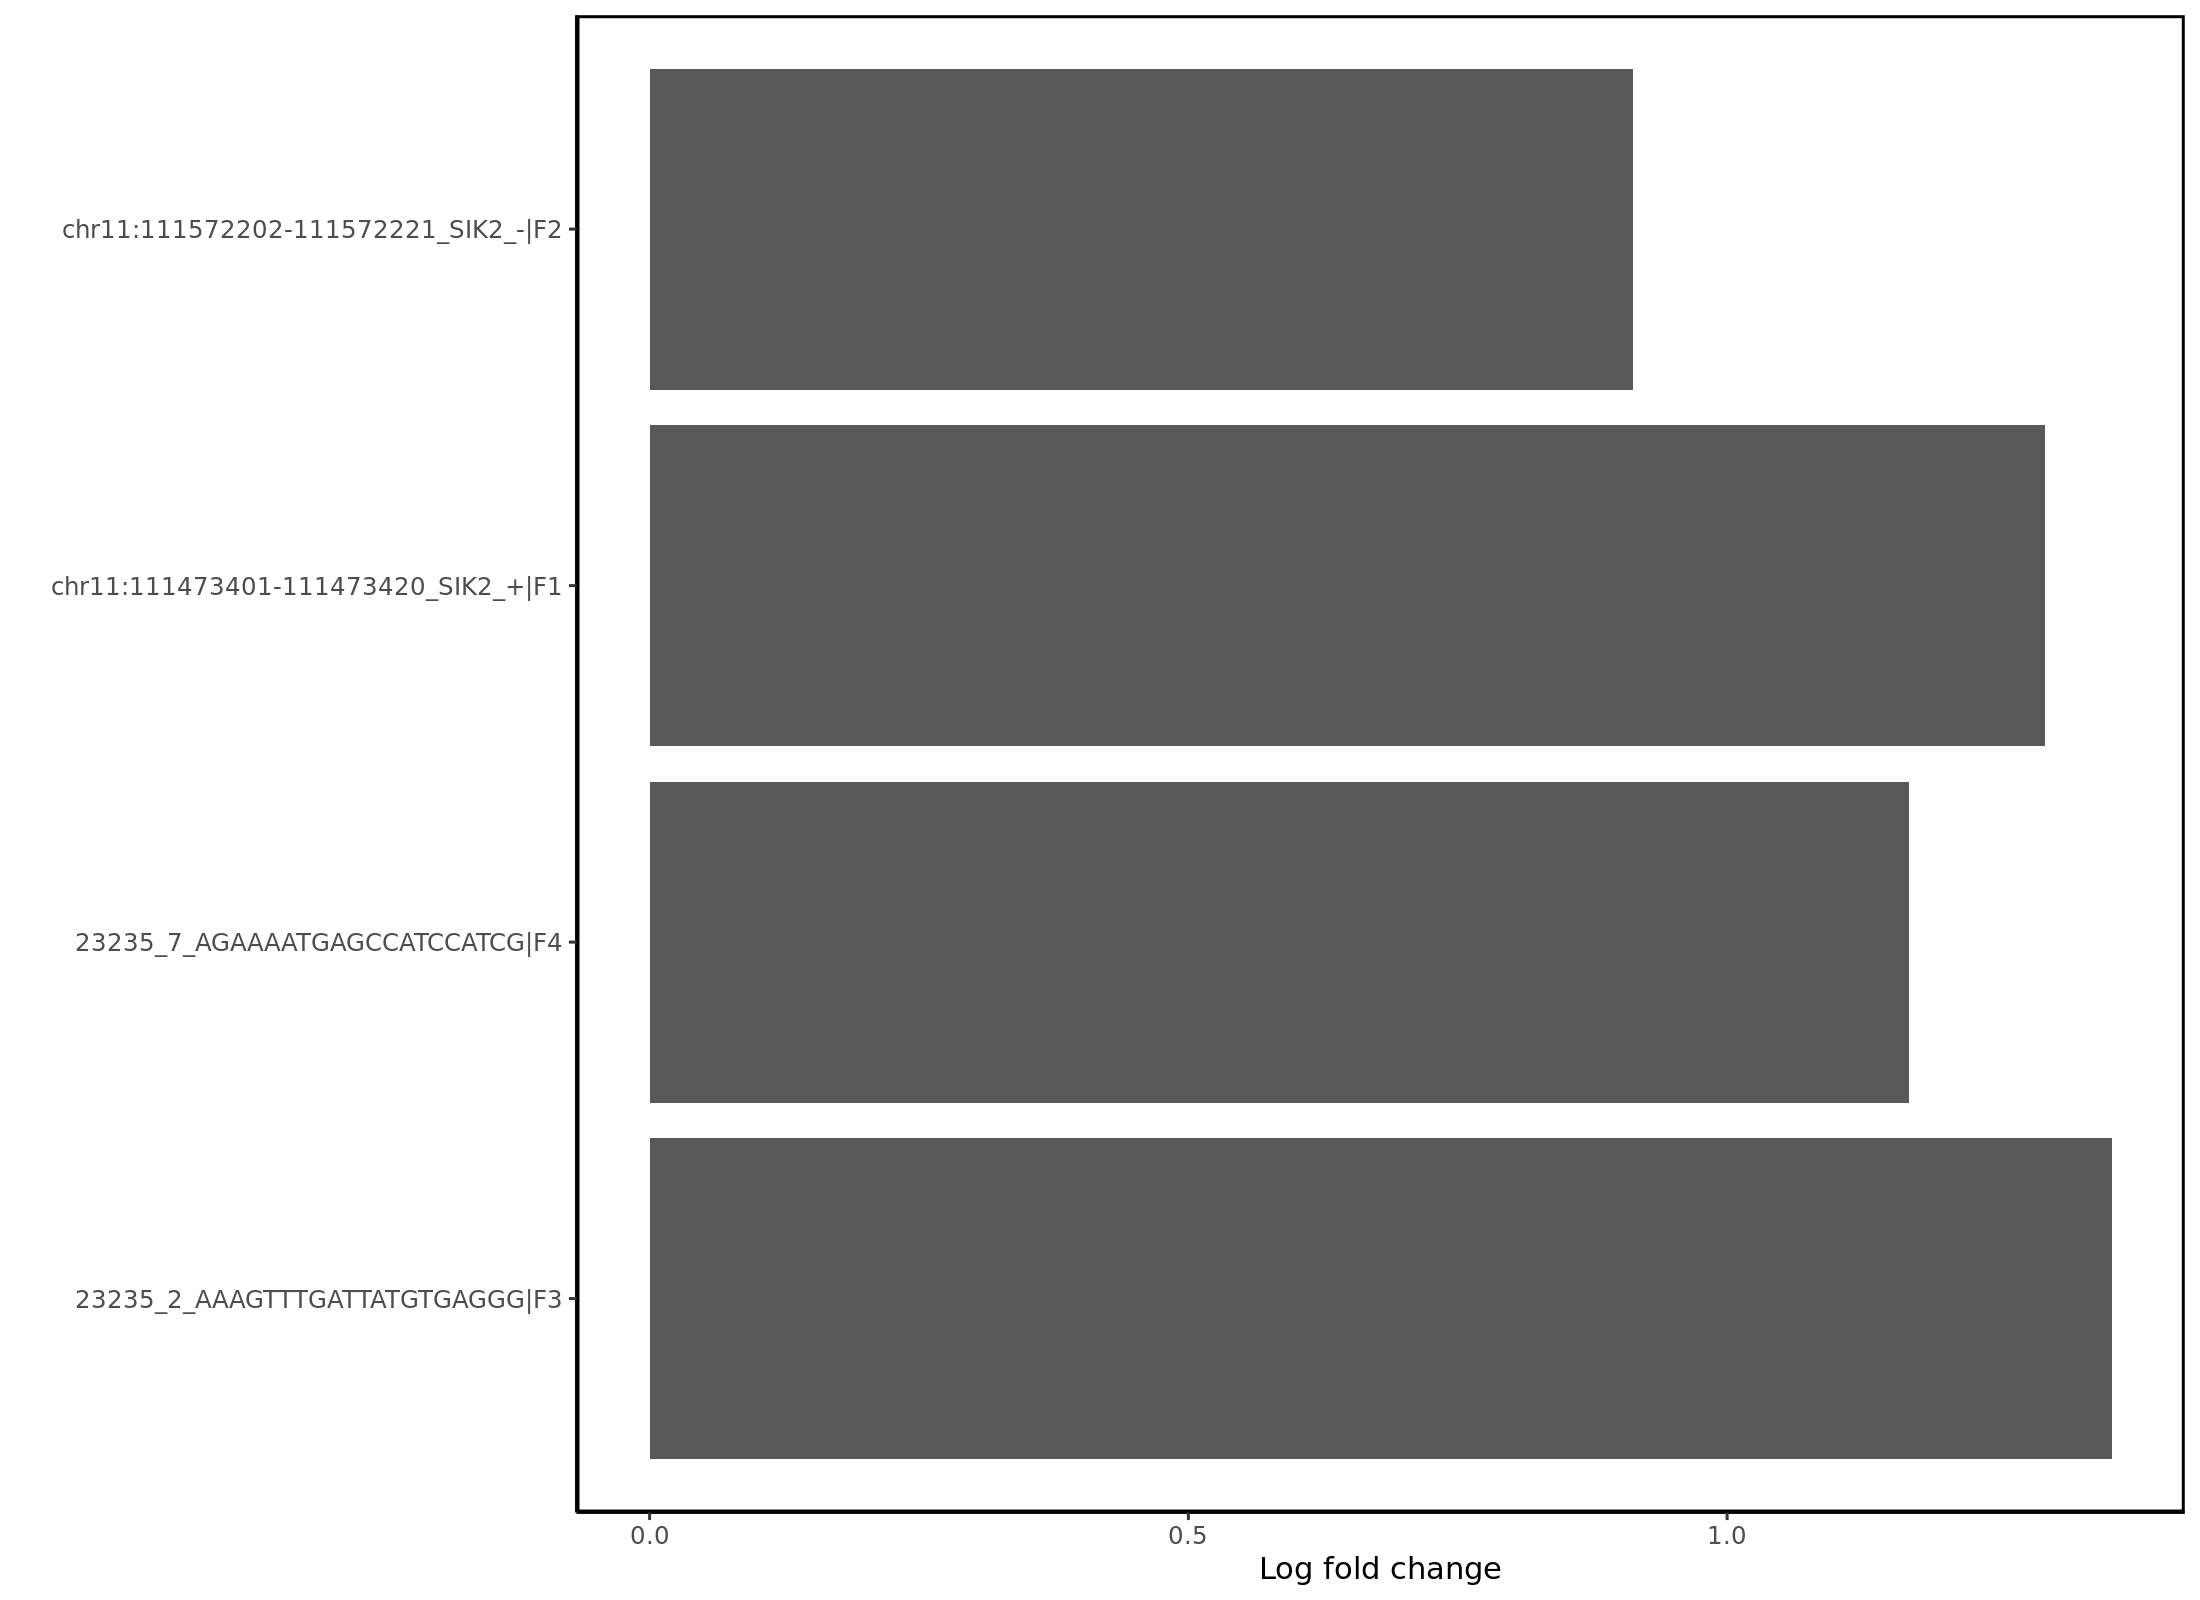 chr11:111572202-111572221_SIK2_-|F2
chr11:111473401-111473420_SIK2_+|F1
23235_7_AGAAAATGAGCCATCCATCG|F4
23235_2_AAAGTTTGATTATGTGAGGG|F3
0.0 0.5 1.0
Log fold change